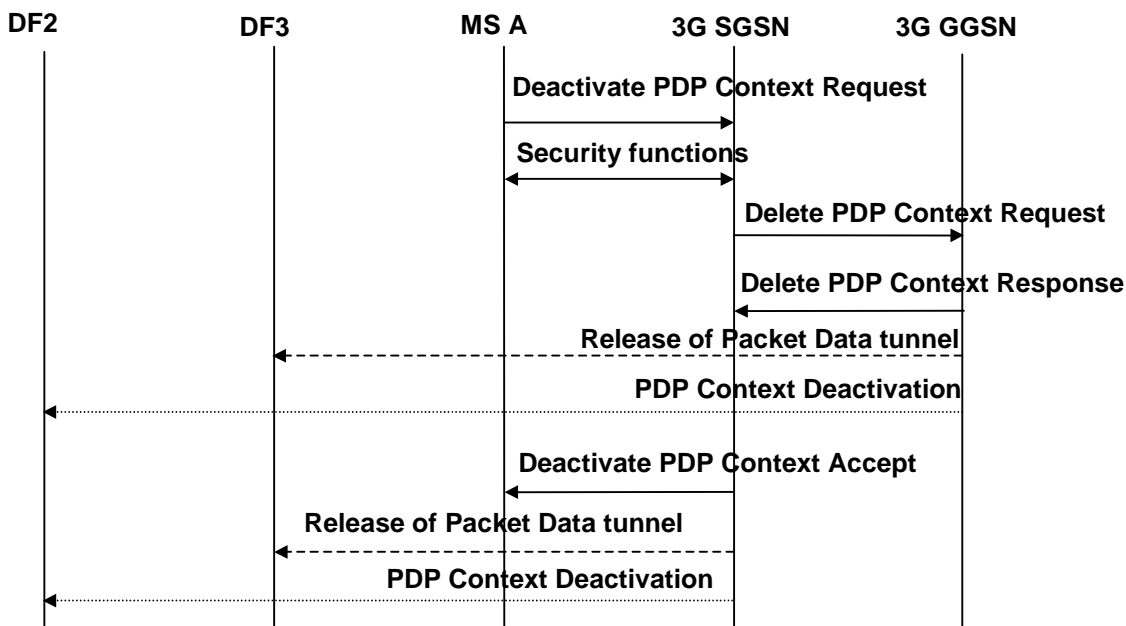 DF2
DF3
MS A
3G SGSN
3G GGSN
Deactivate PDP Context Request
Security functions
Delete PDP Context Request
Delete PDP Context Response
Release of Packet Data tunnel
PDP Context Deactivation
Deactivate PDP Context Accept
Release of Packet Data tunnel
PDP Context Deactivation